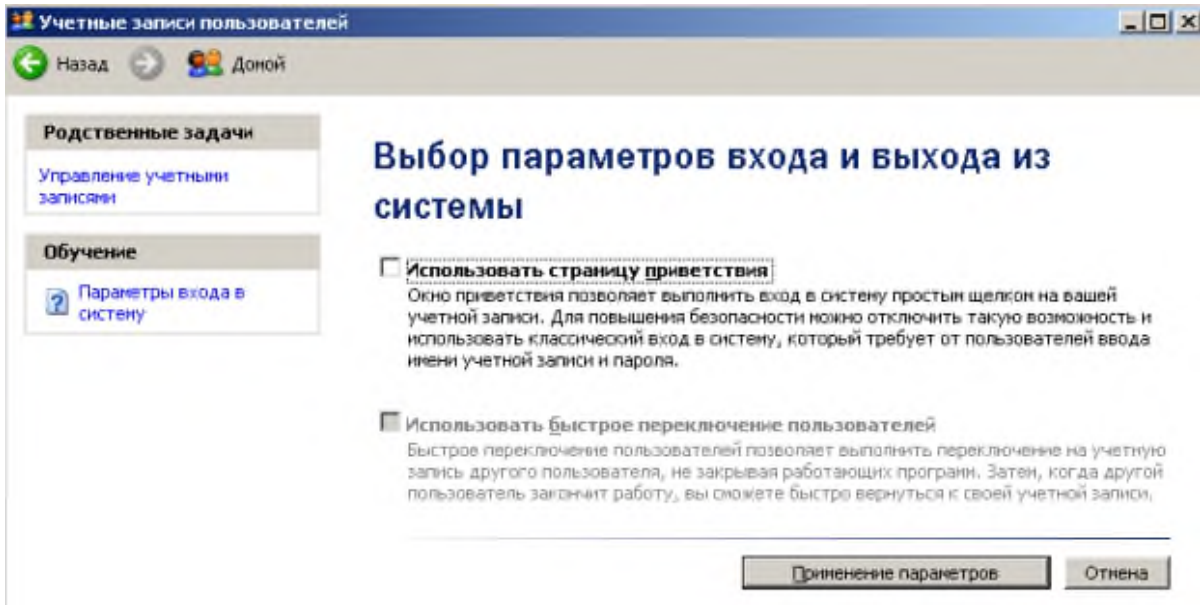 Учетные записи пользователей
Назад
Домой
Родственные задачи
Управление учетными
записями
Обучение
Параметры входа в
систему
Выбор параметров входа и выхода из
системы
Использовать страницу приветствия
Окно приветствия позволяет выполнить вход в систему простым щелком на вашей
учетной записи. Для повышения безопасности можно отключить такую возможность и
использовать классический вход в систему, который требует от пользователей ввода
имени учетной записи и пароля.
Использовать быстрое переключение пользователей
Быстрое переключение пользователей позволяет выполнить переключение на учетную
запись другого пользователя, не закрывая работающих программ. Затем, когда другой
пользователь закончит работу, вы сможете быстро вернуться к своей учетной записи.
Применение параметров
Отмена